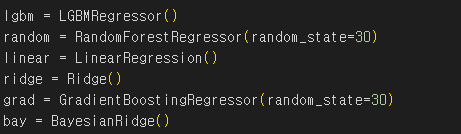 lgbm = LGBMRegressor()
random = RandomForestRegressor(random_state=30)
linear = LinearRegression()
ridge = Ridge()
grad = GradientBoostingRegressor(random_state=30)
bay = BayesianRidge()